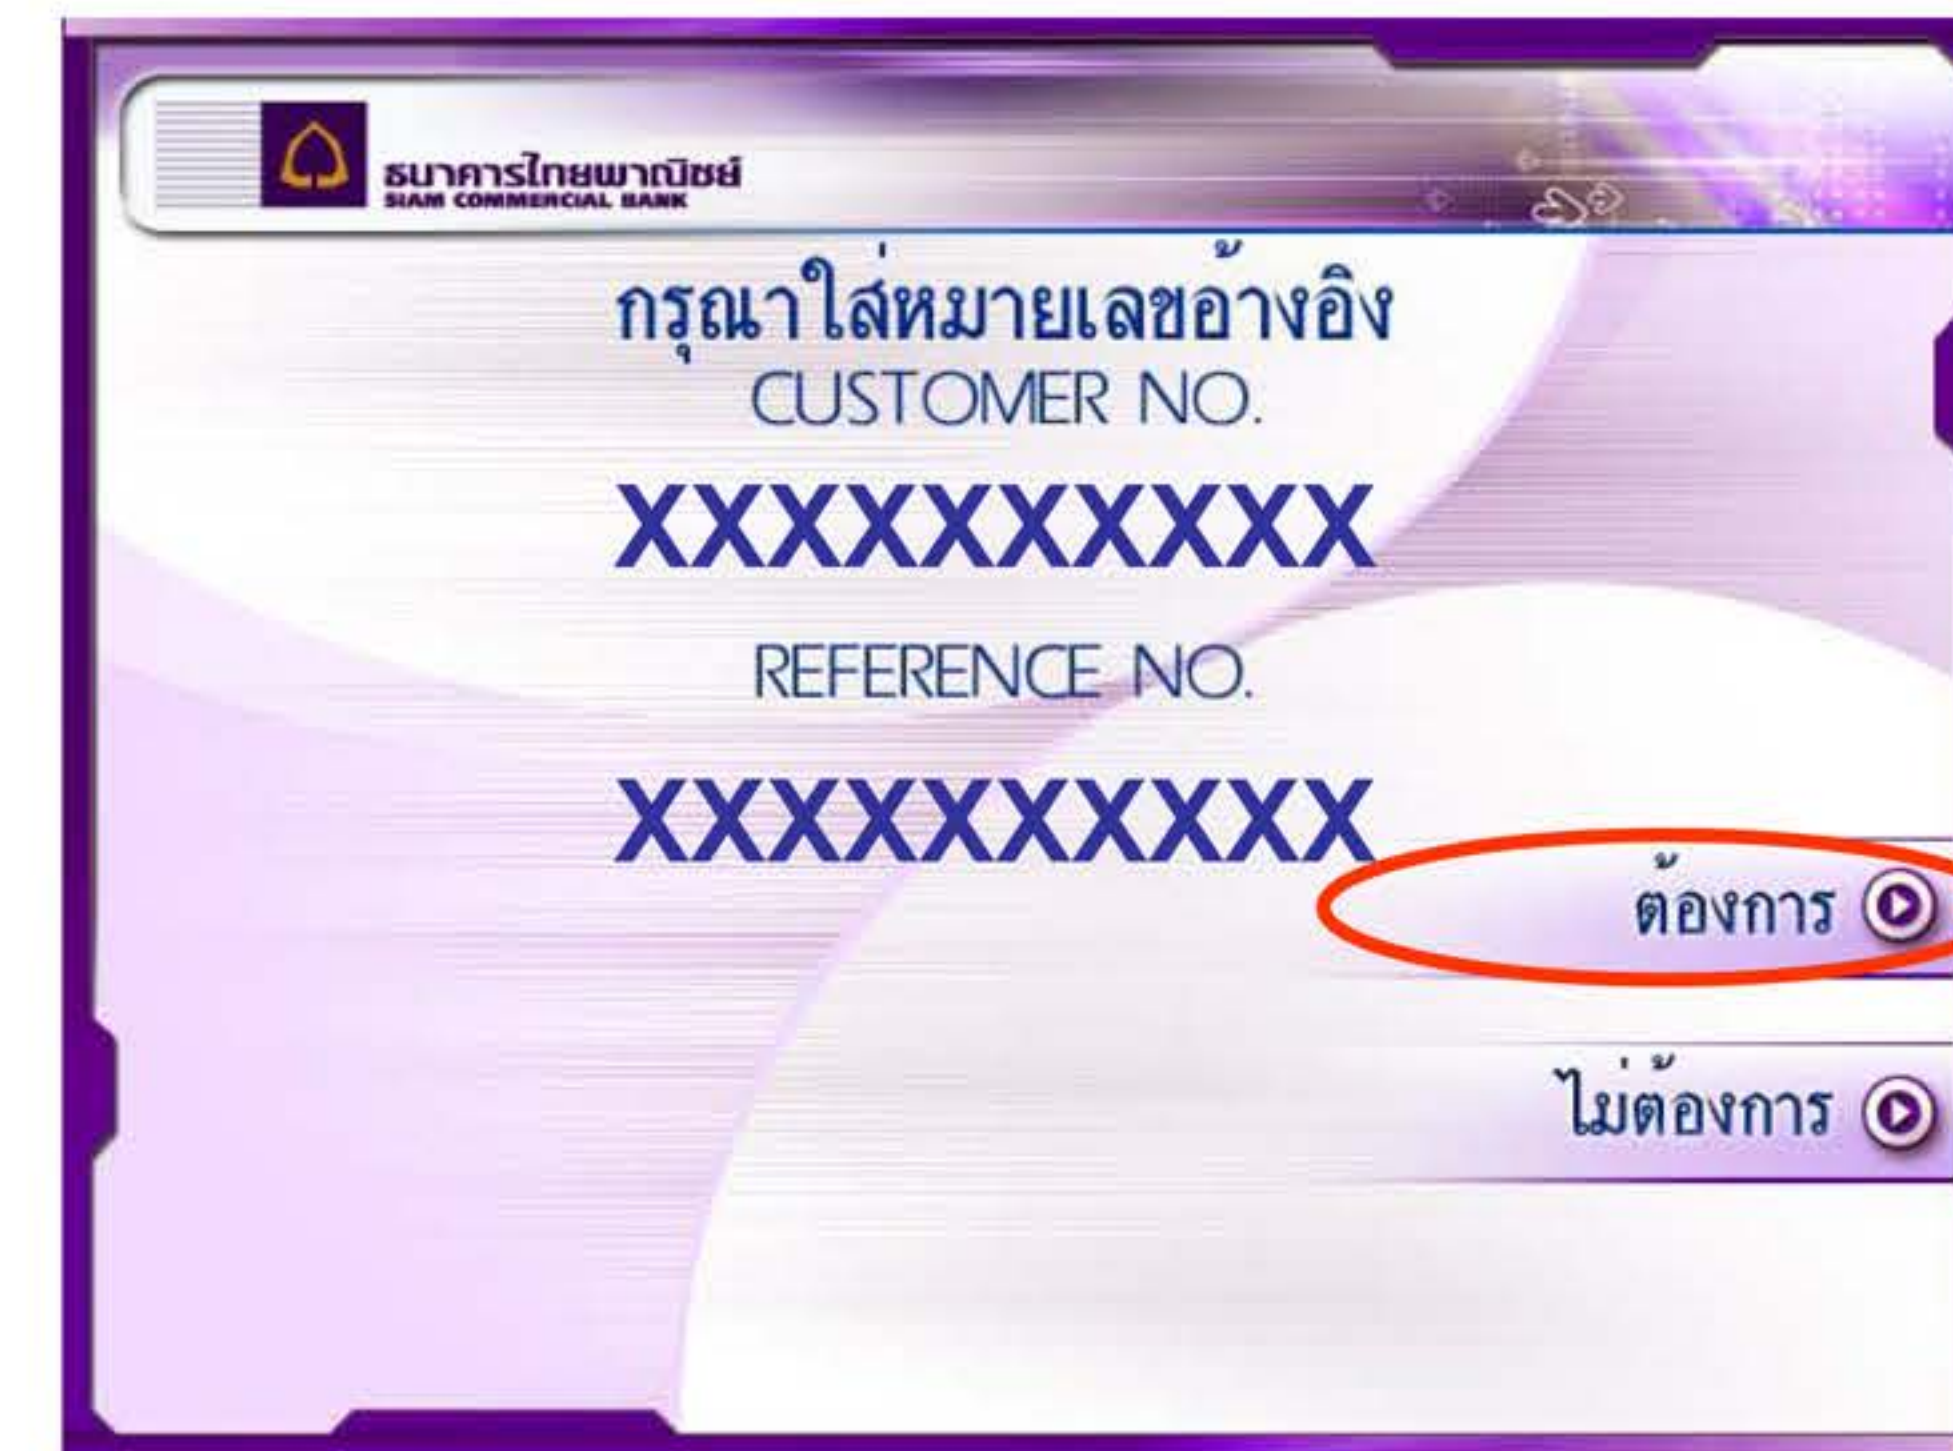 ธนาคารไทยพาณิชย์
SIAM COMMERCIAL BANK
กรุณาใส่หมายเลขอ้างอิง
CUSTOMER NO.
XXXXXXXXXX
REFERENCE NO.
XXXXXXXXXX
ต้องการ
ไม่ต้องการ